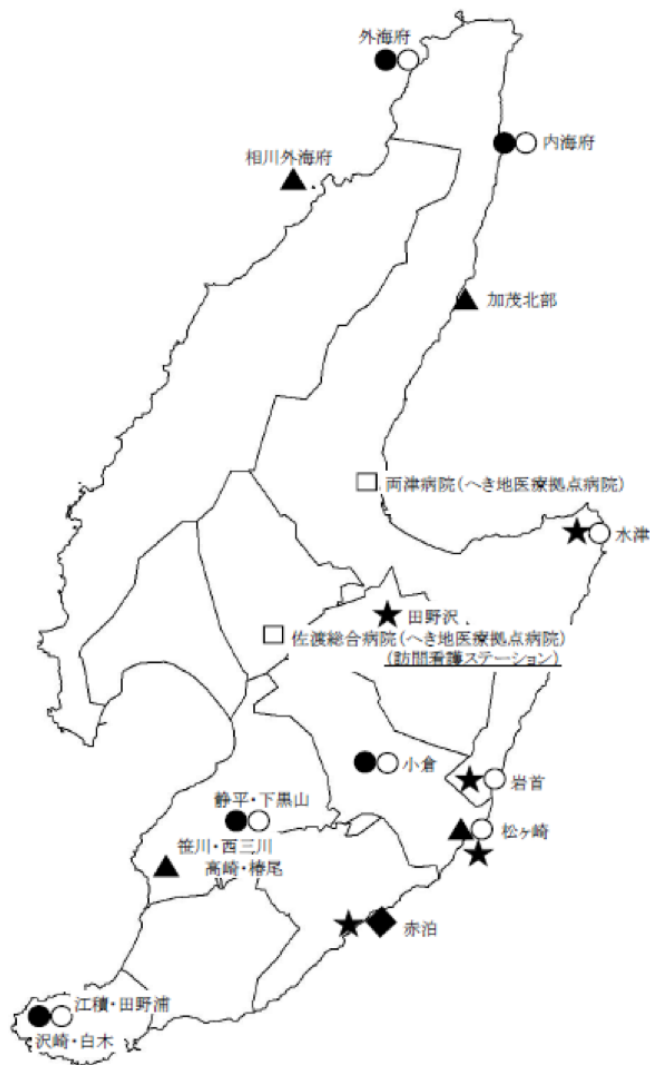 外海府
内海府
相川外海府
加茂北部
両津病院(へき地医療拠点病院)
水津
田野沢
佐渡総合病院(へき地医療拠点病院)
(訪問看護ステーション)
小倉
岩首
静平・下黒山
松ヶ崎
笹川・西三川
高崎・椿尾
赤泊
江積・田野浦
沢崎・白木